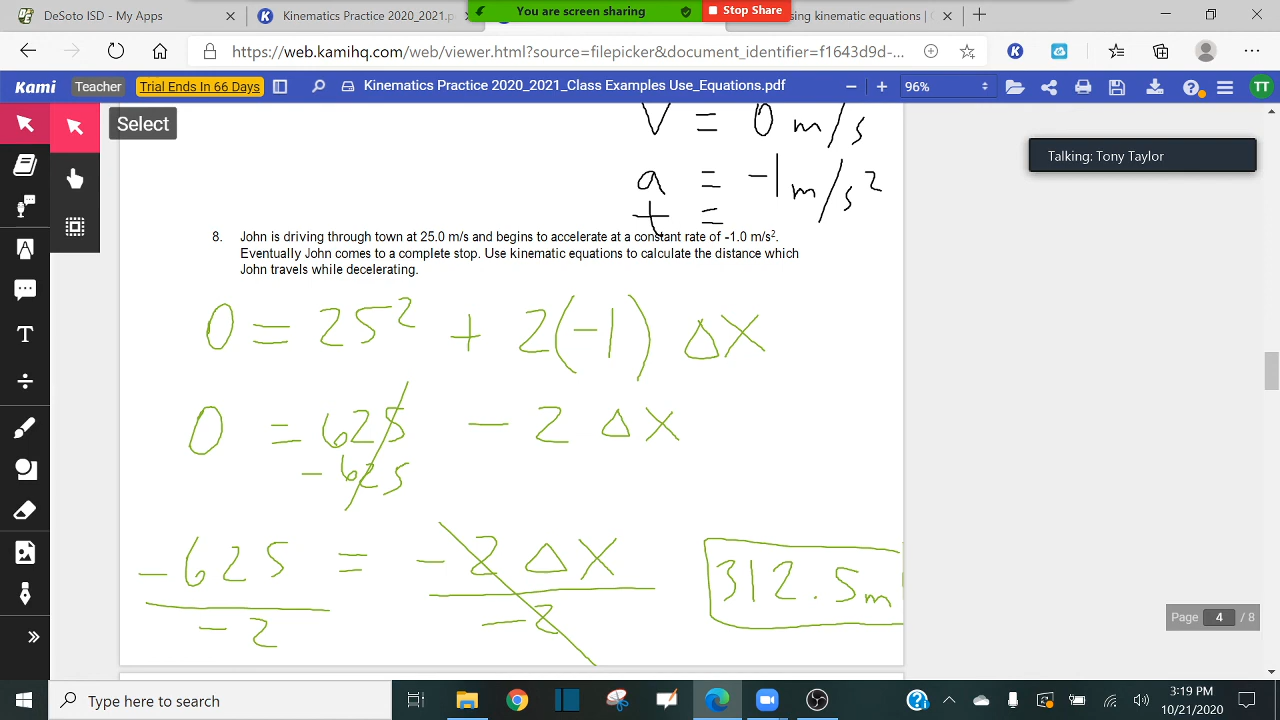 SD - My Apps
Kinematics Practice 2020_2021.p
You are screen sharing
Stop Share
sing kinematic equations | C
https://web.kamihq.com/web/viewer.html?source=filepicker&document_identifier=f1643d9d-...
Kami Teacher Trial Ends In 66 Days Kinematics Practice 2020_2021_Class Examples Use_Equations.pdf 96% TT
Select
Talking: Tony Taylor
V = 0 m/s
a = -1 m/s²
t =
8. John is driving through town at 25.0 m/s and begins to accelerate at a constant rate of -1.0 m/s².
Eventually John comes to a complete stop. Use kinematic equations to calculate the distance which
John travels while decelerating.
0 = 25² + 2(-1) ΔX
0 = 625 - 2 ΔX
- 625
-625 = -2 ΔX
-2 -2
312.5m
Page 4 / 8
Type here to search
3:19 PM
10/21/2020